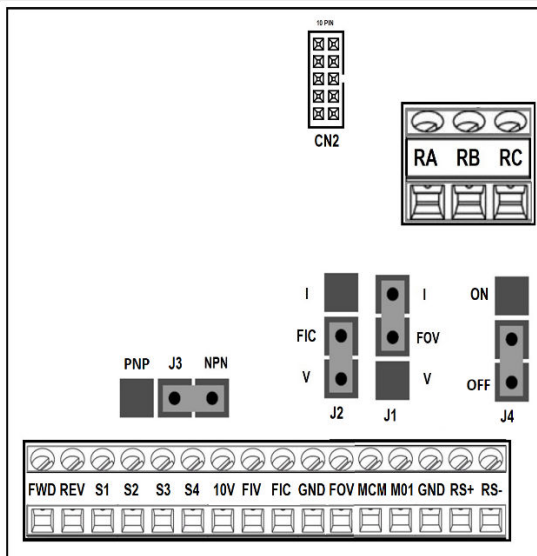 10 PIN
CN2
RA RB RC
I I ON
FIC FOV
PNP J3 NPN
V V OFF
J2 J1 J4
FWD REV S1 S2 S3 S4 10V FIV FIC GND FOV MCM M01 GND RS+ RS-